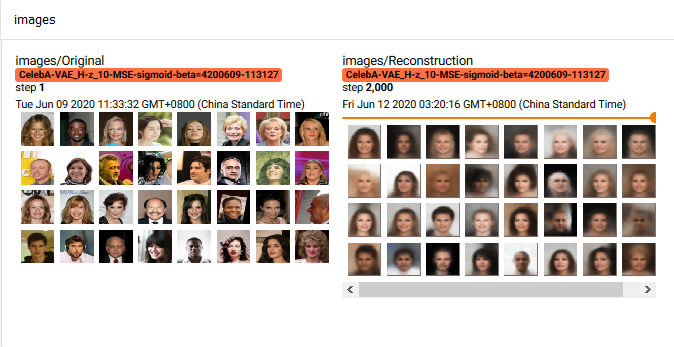 images
images/Original
CelebA-VAE_H-z_10-MSE-sigmoid-beta=4200609-113127
step 1
Tue Jun 09 2020 11:33:32 GMT+0800 (China Standard Time)
images/Reconstruction
CelebA-VAE_H-z_10-MSE-sigmoid-beta=4200609-113127
step 2,000
Fri Jun 12 2020 03:20:16 GMT+0800 (China Standard Time)